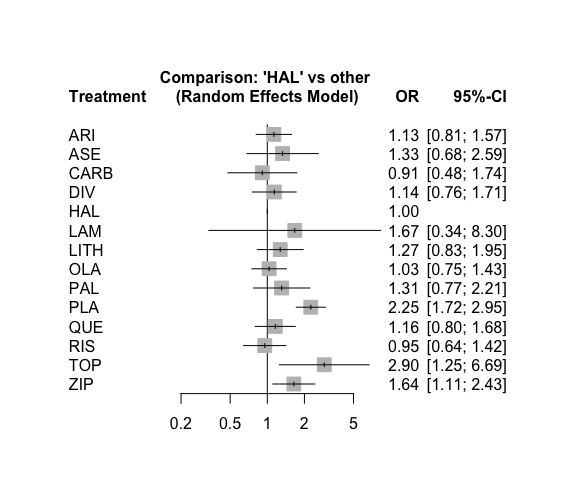 Comparison: 'HAL' vs other
Treatment (Random Effects Model) OR 95%-CI
ARI 1.13 [0.81; 1.57]
ASE 1.33 [0.68; 2.59]
CARB 0.91 [0.48; 1.74]
DIV 1.14 [0.76; 1.71]
HAL 1.00
LAM 1.67 [0.34; 8.30]
LITH 1.27 [0.83; 1.95]
OLA 1.03 [0.75; 1.43]
PAL 1.31 [0.77; 2.21]
PLA 2.25 [1.72; 2.95]
QUE 1.16 [0.80; 1.68]
RIS 0.95 [0.64; 1.42]
TOP 2.90 [1.25; 6.69]
ZIP 1.64 [1.11; 2.43]
0.2 0.5 1 2 5